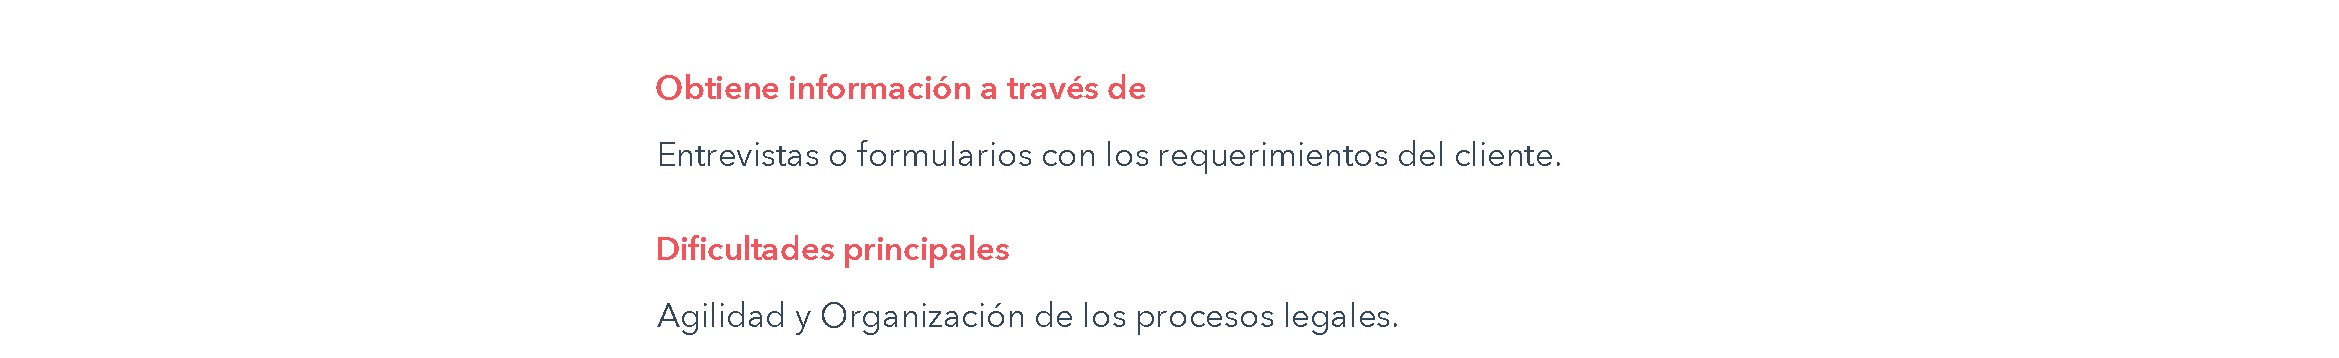 Obtiene información a través de
Entrevistas o formularios con los requerimientos del cliente.
Dificultades principales
Agilidad y Organización de los procesos legales.